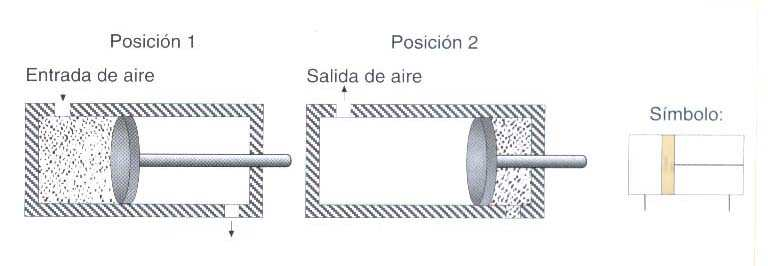 Posición 1
Posición 2
Entrada de aire
Salida de aire
Símbolo: